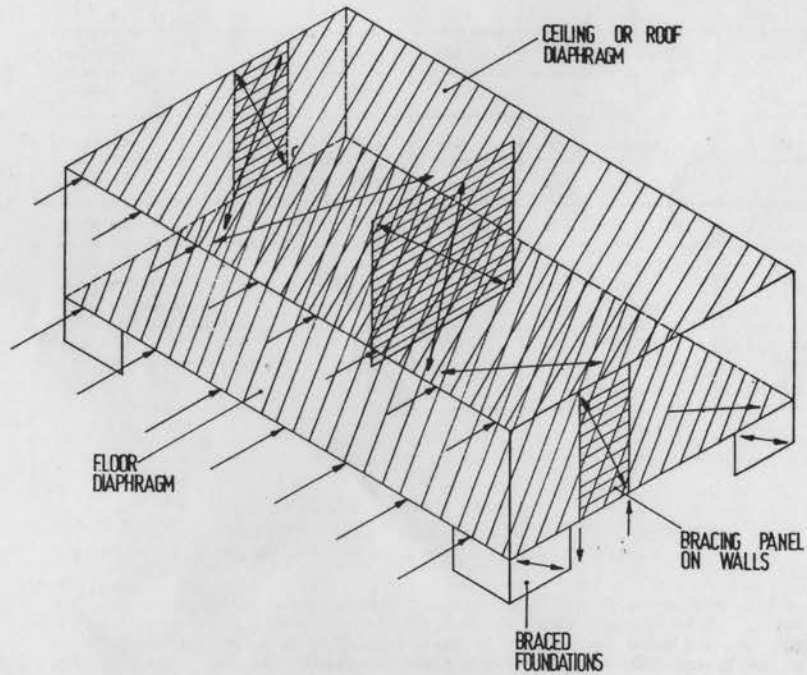 CEILING OR ROOF
DIAPHRAGM
FLOOR
DIAPHRAGM
BRACING PANEL
ON WALLS
BRACED
FOUNDATIONS